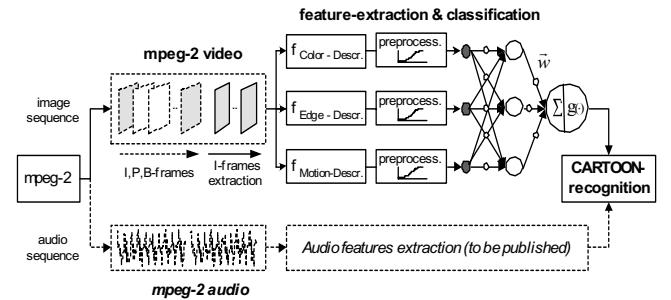 feature-extraction & classification
mpeg-2 video
f Color - Descr.
preprocess.
w
image
sequence
f Edge - Descr.
preprocess.
∑ g(·)
I,P,B-frames
I-frames
extraction
f Motion-Descr.
preprocess.
mpeg-2
CARTOON-
recognition
audio
sequence
Audio features extraction (to be published)
mpeg-2 audio